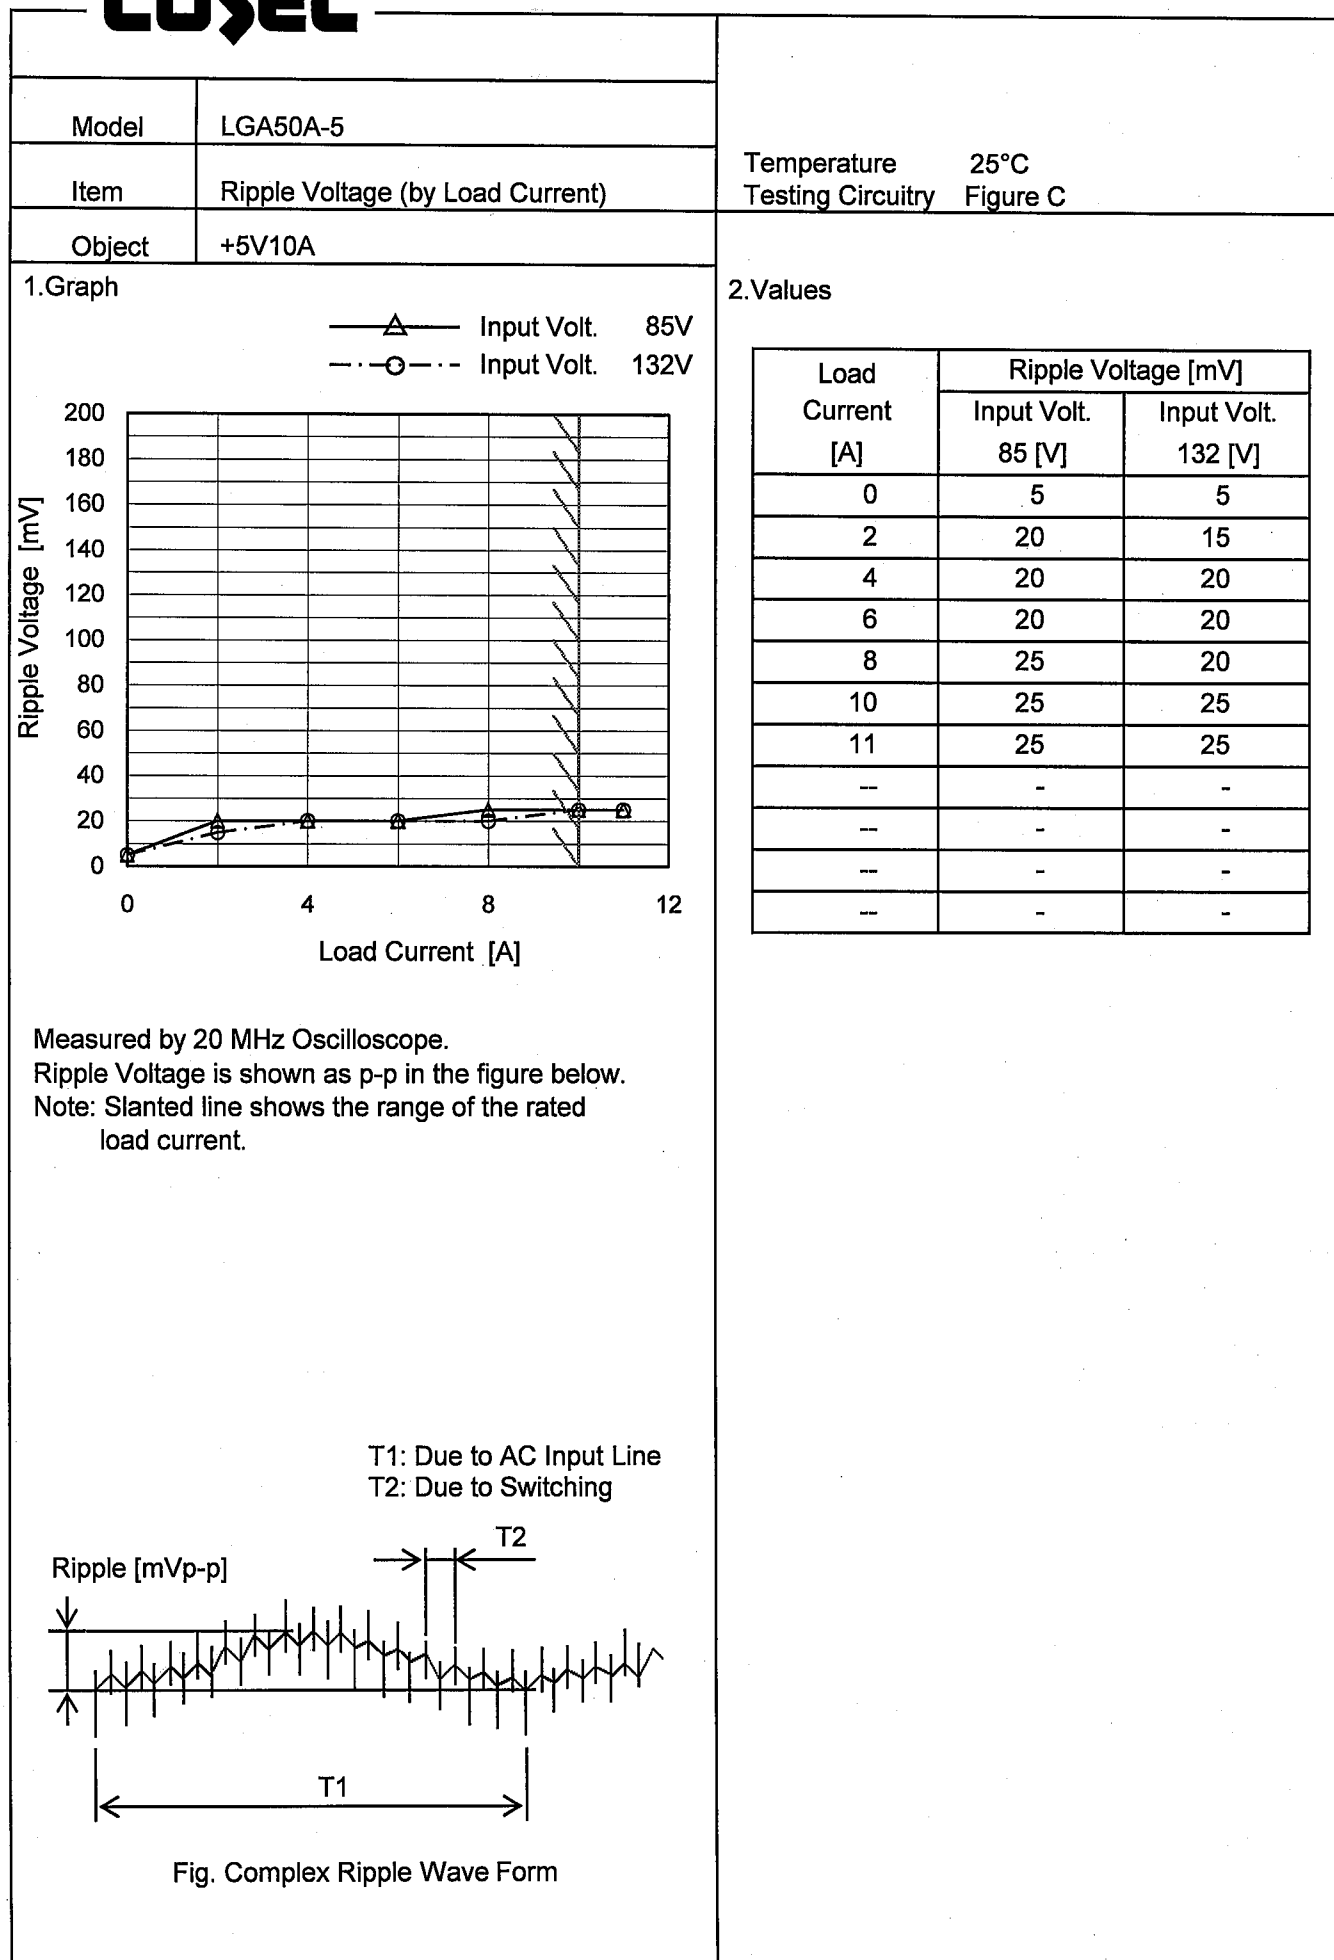 COSEL
Model LGA50A-5
Item Ripple Voltage (by Load Current)
Object +5V10A
Temperature 25°C
Testing Circuitry Figure C
1.Graph
Input Volt. 85V
Input Volt. 132V
200
180
160
140
120
100
80
60
40
20
0
Ripple Voltage [mV]
0 4 8 12
Load Current [A]
Measured by 20 MHz Oscilloscope.
Ripple Voltage is shown as p-p in the figure below.
Note: Slanted line shows the range of the rated
load current.
T1: Due to AC Input Line
T2: Due to Switching
T2
Ripple [mVp-p]
T1
Fig. Complex Ripple Wave Form
2.Values
Load Ripple Voltage [mV]
Current Input Volt. Input Volt.
[A] 85 [V] 132 [V]
0 5 5
2 20 15
4 20 20
6 20 20
8 25 20
10 25 25
11 25 25
-- - -
-- - -
-- - -
-- - -